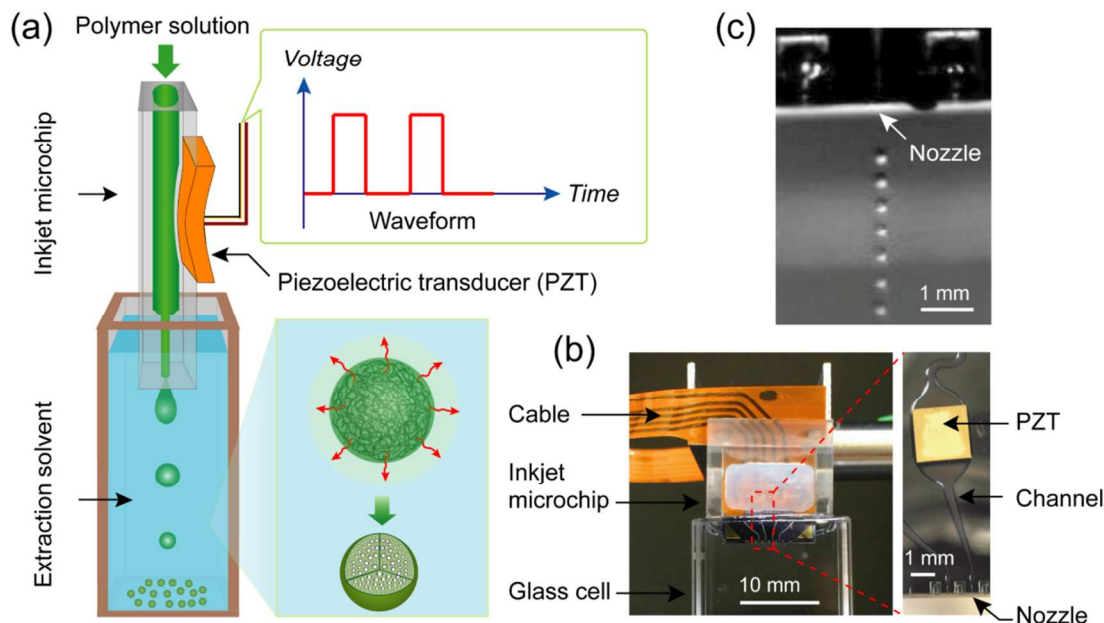 (a)
Polymer solution
Inkjet microchip
Voltage
Time
Waveform
Piezoelectric transducer (PZT)
Extraction solvent
(c)
Nozzle
1 mm
(b)
Cable
Inkjet
microchip
Glass cell
10 mm
PZT
Channel
1 mm
Nozzle